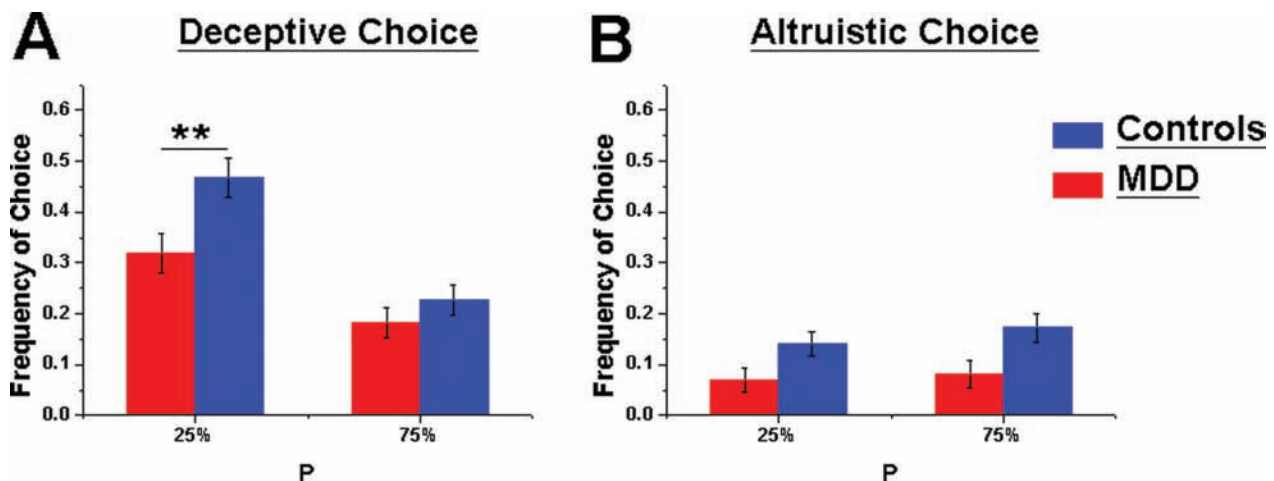 A Deceptive Choice
Frequency of Choice
0.6
0.5
0.4
0.3
0.2
0.1
0.0
**
25%
75%
P
B Altruistic Choice
Frequency of Choice
0.6
0.5
0.4
0.3
0.2
0.1
0.0
25%
75%
P
Controls
MDD